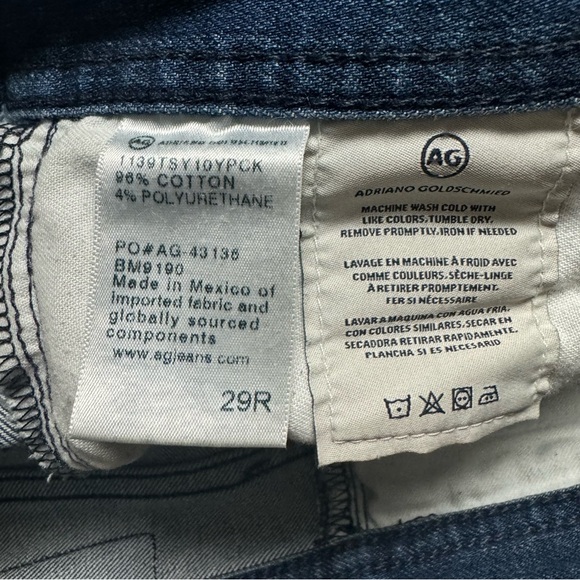 AG ADRIANO GOLDSCHMIED
1139TSY10YPCK
96% COTTON
4% POLYURETHANE
PO#AG-43136
BM9190
Made in Mexico of
imported fabric and
globally sourced
components
www.agjeans.com
29R
AG
ADRIANO GOLDSCHMIED
MACHINE WASH COLD WITH
LIKE COLORS, TUMBLE DRY,
REMOVE PROMPTLY, IRON IF NEEDED
LAVAGE EN MACHINE À FROID AVEC
COMME COULEURS. SÈCHE-LINGE
À RETIRER PROMPTEMENT.
FER SI NÉCESSAIRE
LAVAR A MAQUINA CON AGUA FRIA,
CON COLORES SIMILARES, SECAR EN
SECADORA RETIRAR RAPIDAMENTE.
PLANCHA SI ES NECESARIO